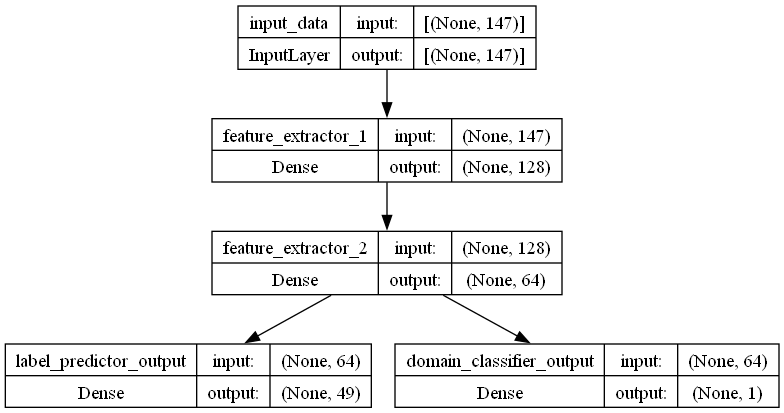 input_data input: [(None, 147)]
InputLayer output: [(None, 147)]
feature_extractor_1 input: (None, 147)
Dense output: (None, 128)
feature_extractor_2 input: (None, 128)
Dense output: (None, 64)
label_predictor_output input: (None, 64)
Dense output: (None, 49)
domain_classifier_output input: (None, 64)
Dense output: (None, 1)